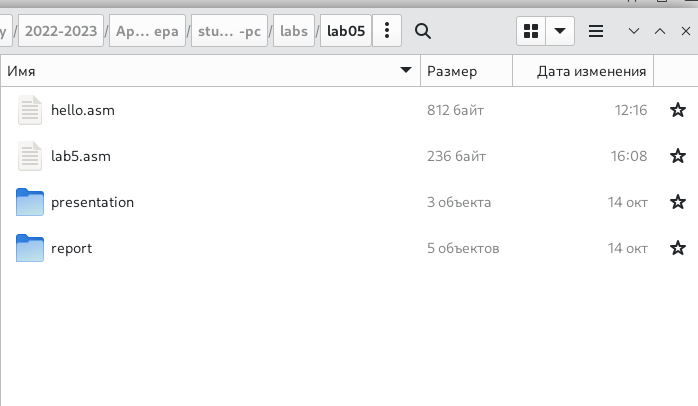 y / 2022-2023 / Ap... ера / stu... -pc / labs / lab05
Имя Размер Дата изменения
hello.asm 812 байт 12:16
lab5.asm 236 байт 16:08
presentation 3 объекта 14 окт
report 5 объектов 14 окт